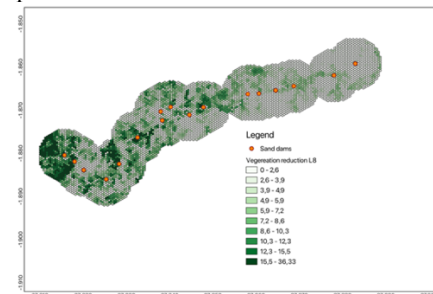 -1.850
-1.860
-1.870
-1.880
-1.890
-1.900
-1.910
Legend
Sand dams
Vegereation reduction L8
0 - 2,6
2,6 - 3,9
3,9 - 4,9
4,9 - 5,9
5,9 - 7,2
7,2 - 8,6
8,6 - 10,3
10,3 - 12,3
12,3 - 15,5
15,5 - 36,33